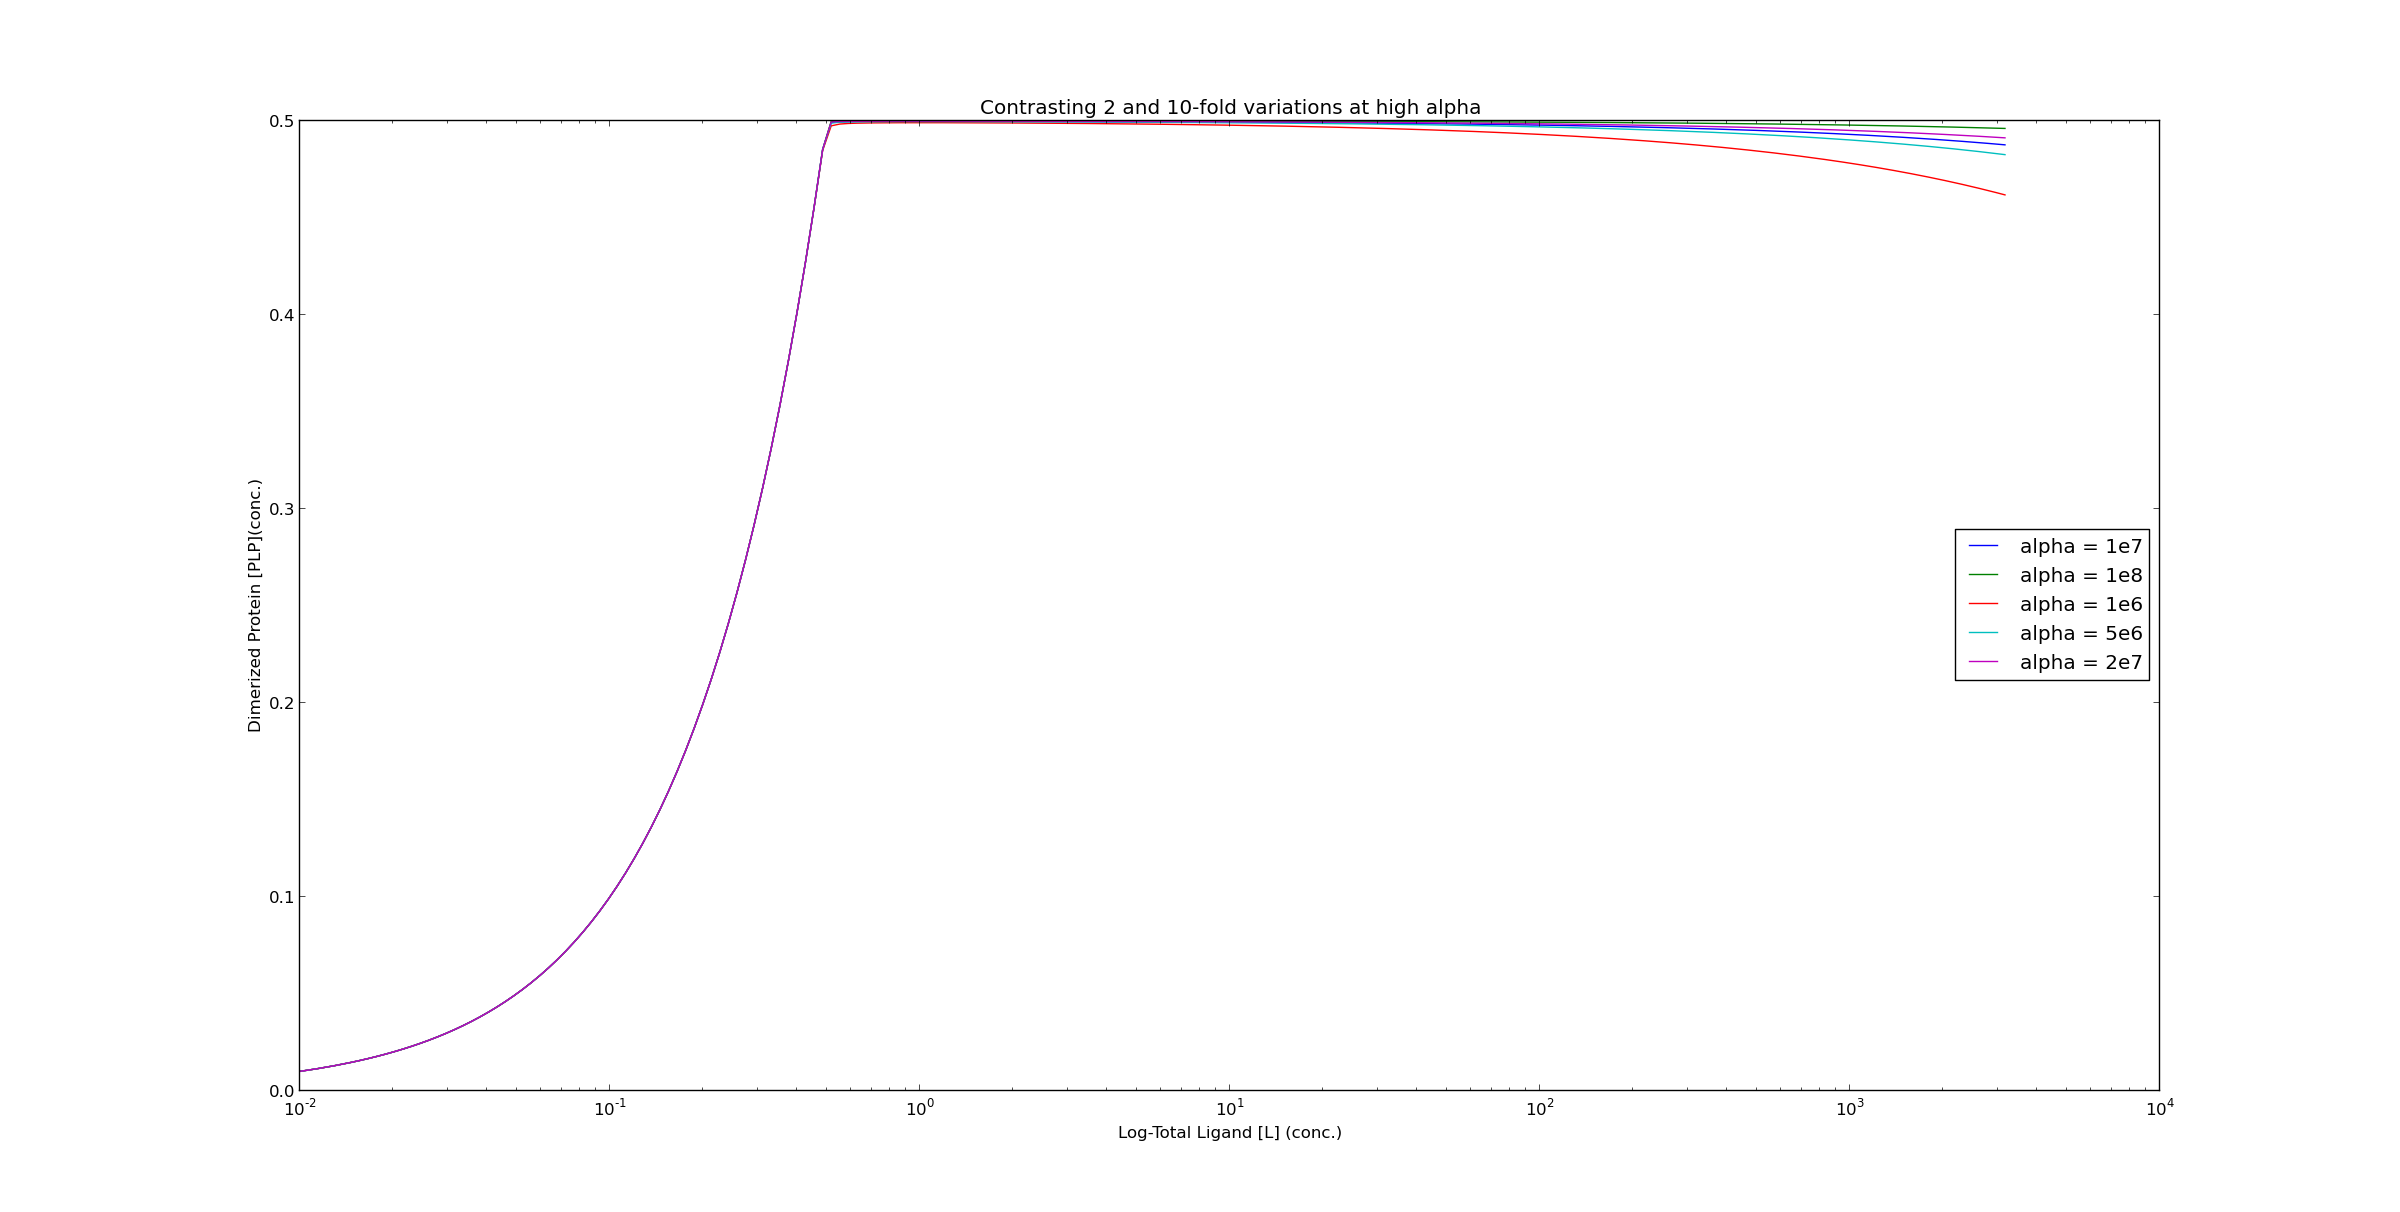 Contrasting 2 and 10-fold variations at high alpha
0.5
0.4
0.3
0.2
0.1
0.0
Dimerized Protein [PLP](conc.)
alpha = 1e7
alpha = 1e8
alpha = 1e6
alpha = 5e6
alpha = 2e7
10^-2 10^-1 10^0 10^1 10^2 10^3 10^4
Log-Total Ligand [L] (conc.)